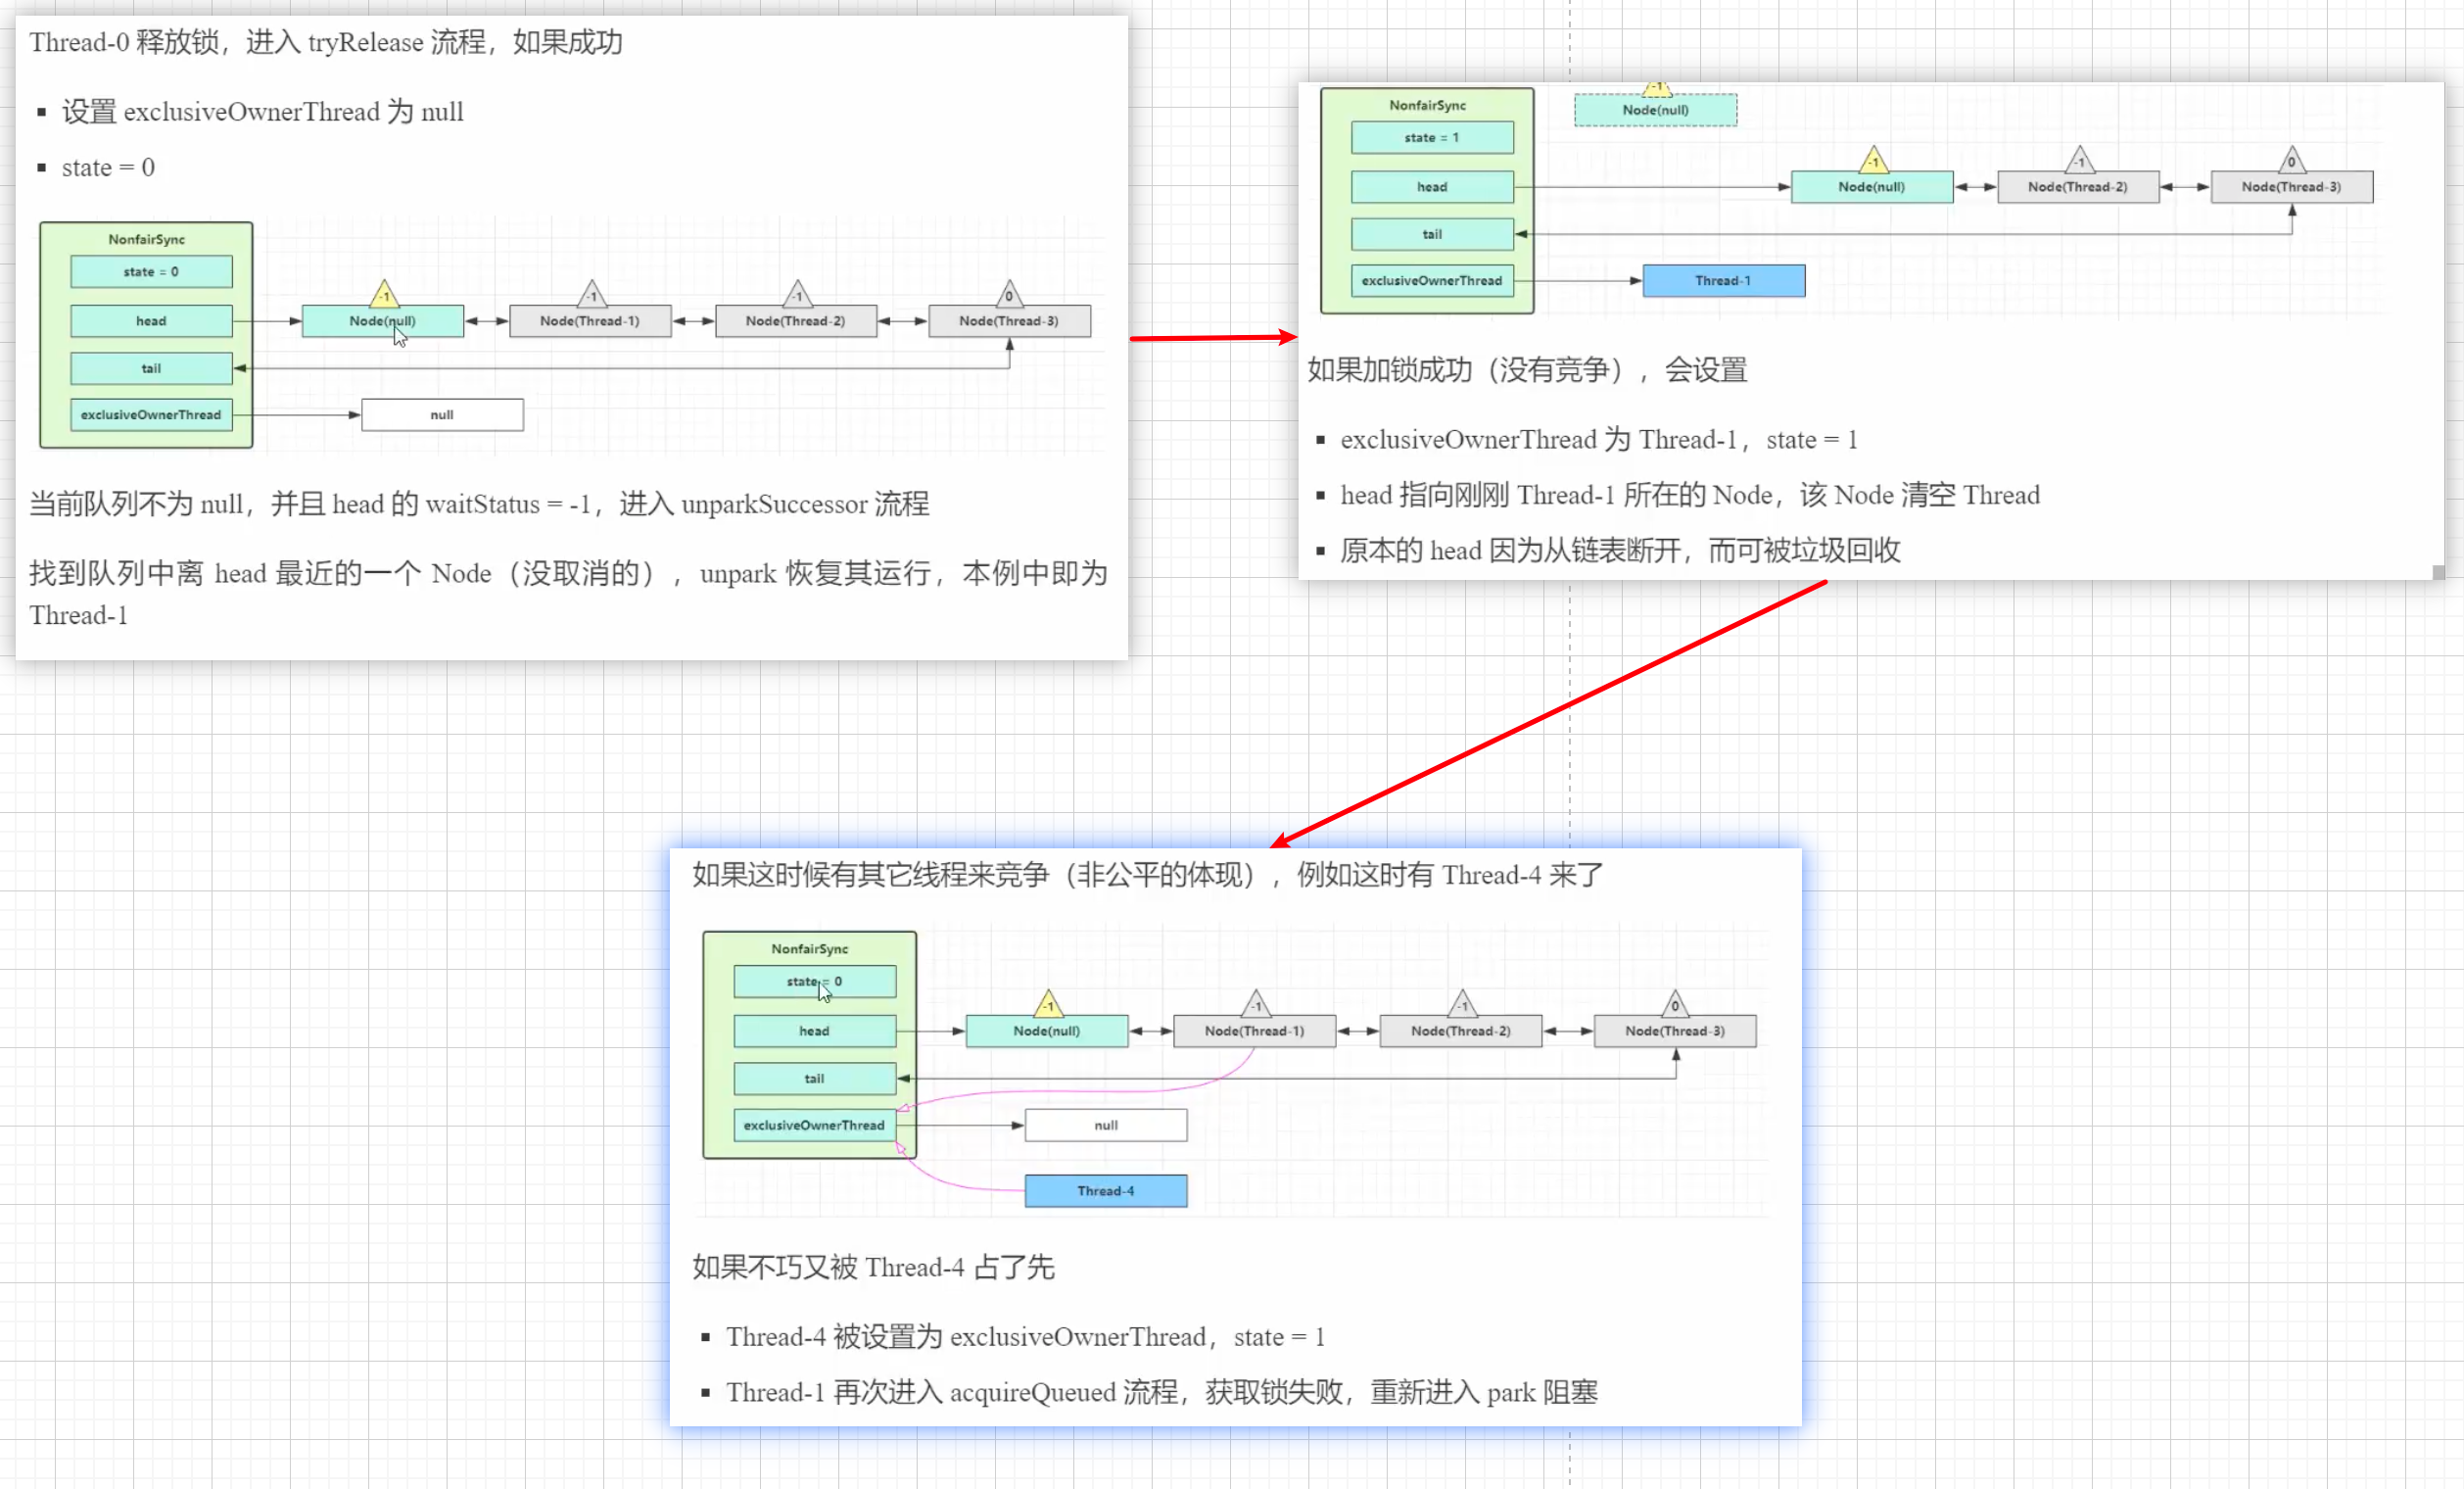 Thread-0 释放锁，进入 tryRelease 流程，如果成功
▪ 设置 exclusiveOwnerThread 为 null
▪ state = 0
NonfairSync
state = 0
-1
-1
-1
0
head
Node(null)
Node(Thread-1)
Node(Thread-2)
Node(Thread-3)
tail
exclusiveOwnerThread
null
当前队列不为 null，并且 head 的 waitStatus = -1，进入 unparkSuccessor 流程
找到队列中离 head 最近的一个 Node（没取消的），unpark 恢复其运行，本例中即为
Thread-1
-1
NonfairSync
Node(null)
state = 1
-1
-1
0
head
Node(null)
Node(Thread-2)
Node(Thread-3)
tail
exclusiveOwnerThread
Thread-1
如果加锁成功（没有竞争），会设置
▪ exclusiveOwnerThread 为 Thread-1，state = 1
▪ head 指向刚刚 Thread-1 所在的 Node，该 Node 清空 Thread
▪ 原本的 head 因为从链表断开，而可被垃圾回收
如果这时候有其它线程来竞争（非公平的体现），例如这时有 Thread-4 来了
NonfairSync
state = 0
-1
-1
-1
0
head
Node(null)
Node(Thread-1)
Node(Thread-2)
Node(Thread-3)
tail
exclusiveOwnerThread
null
Thread-4
如果不巧又被 Thread-4 占了先
▪ Thread-4 被设置为 exclusiveOwnerThread，state = 1
▪ Thread-1 再次进入 acquireQueued 流程，获取锁失败，重新进入 park 阻塞